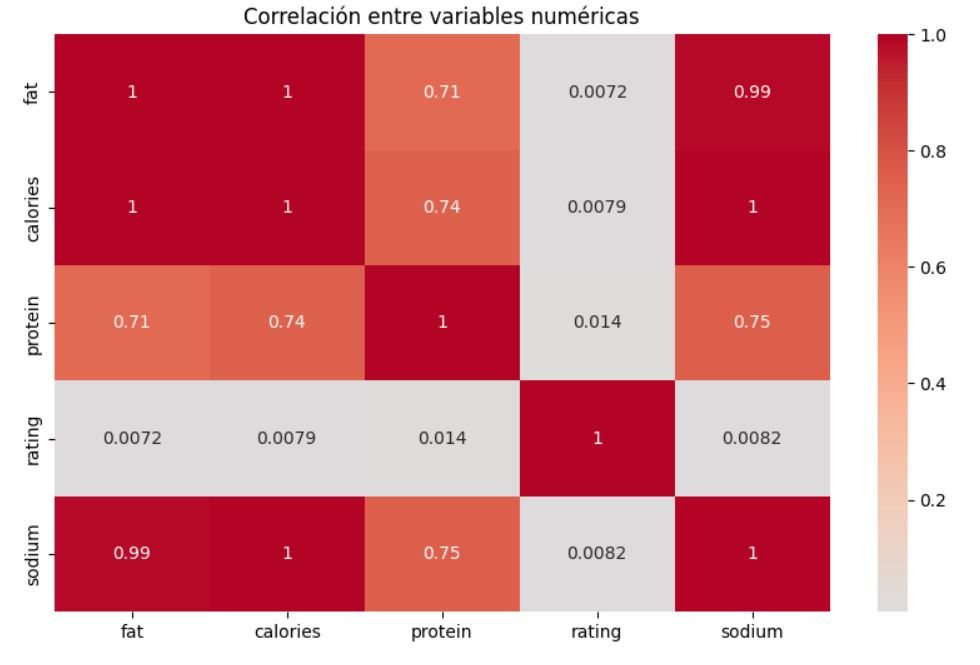 Correlación entre variables numéricas
fat 1 1 0.71 0.0072 0.99
calories 1 1 0.74 0.0079 1
protein 0.71 0.74 1 0.014 0.75
rating 0.0072 0.0079 0.014 1 0.0082
sodium 0.99 1 0.75 0.0082 1
fat calories protein rating sodium
1.0
0.8
0.6
0.4
0.2